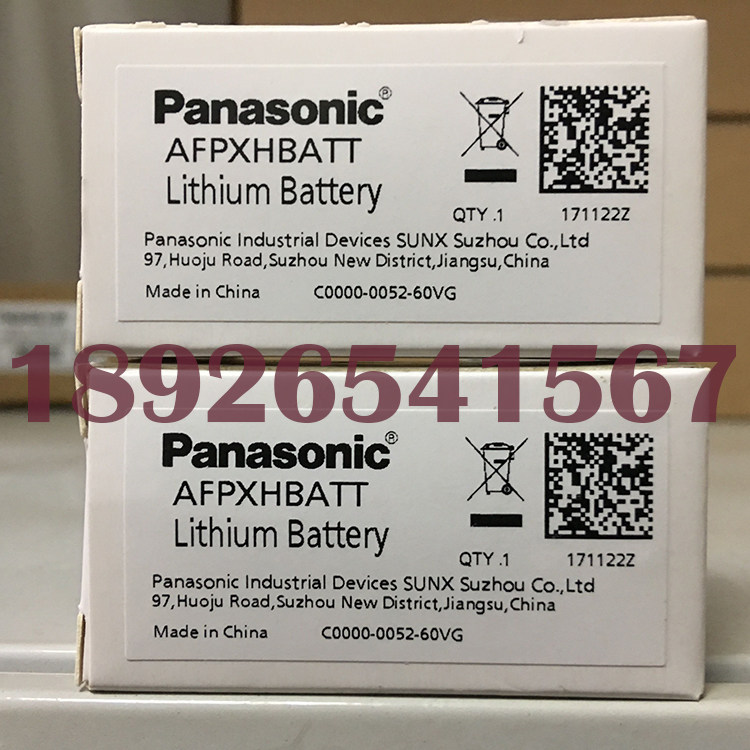 Panasonic®
AFPXHBATT
Lithium Battery
QTY .1
171122Z
Panasonic Industrial Devices SUNX Suzhou Co.,Ltd
97,Huoju Road,Suzhou New District,Jiangsu,China
Made in China C0000-0052-60VG
18926541567
Panasonic®
AFPXHBATT
Lithium Battery
QTY .1
171122Z
Panasonic Industrial Devices SUNX Suzhou Co.,Ltd
97,Huoju Road,Suzhou New District,Jiangsu,China
Made in China C0000-0052-60VG